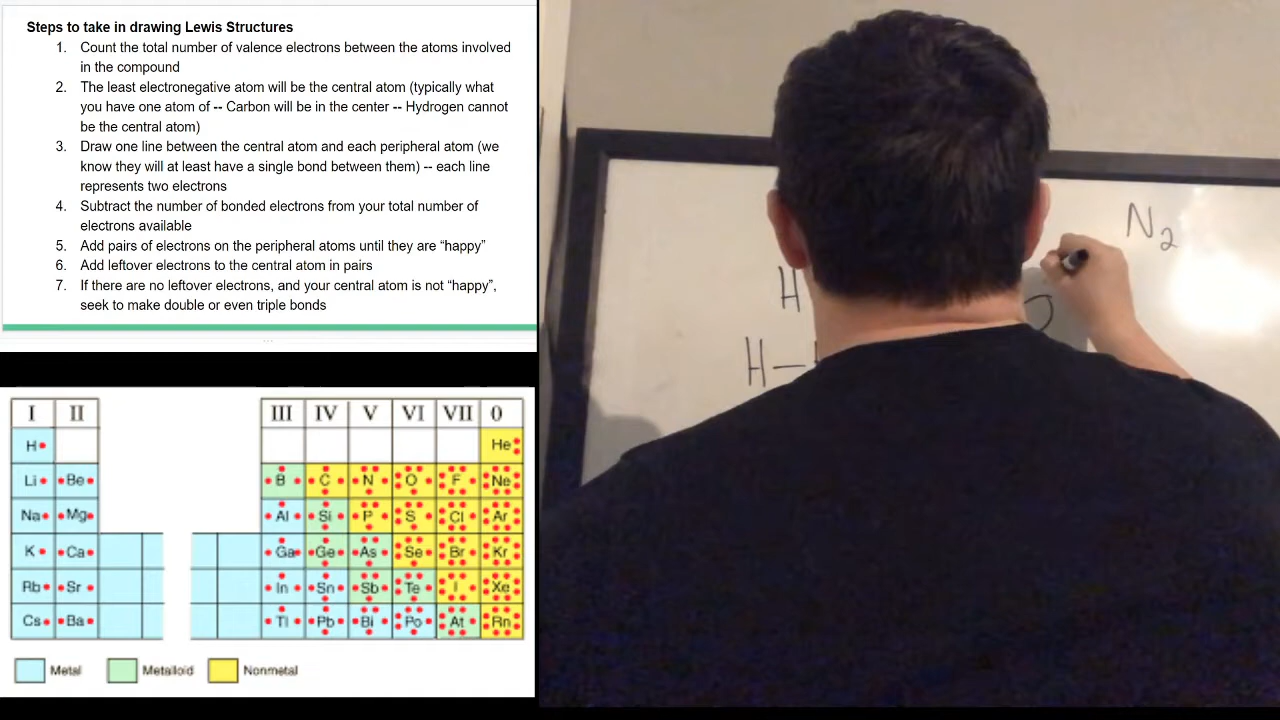 Steps to take in drawing Lewis Structures
1. Count the total number of valence electrons between the atoms involved
in the compound
2. The least electronegative atom will be the central atom (typically what
you have one atom of -- Carbon will be in the center -- Hydrogen cannot
be the central atom)
3. Draw one line between the central atom and each peripheral atom (we
know they will at least have a single bond between them) -- each line
represents two electrons
4. Subtract the number of bonded electrons from your total number of
electrons available
5. Add pairs of electrons on the peripheral atoms until they are “happy”
6. Add leftover electrons to the central atom in pairs
7. If there are no leftover electrons, and your central atom is not “happy”,
seek to make double or even triple bonds
I II III IV V VI VII 0
H He
Li Be B C N O F Ne
Na Mg Al Si P S Cl Ar
K Ca Ga Ge As Se Br Kr
Rb Sr In Sn Sb Te I Xe
Cs Ba Tl Pb Bi Po At Rn
Metal Metalloid Nonmetal
N2
H
H—